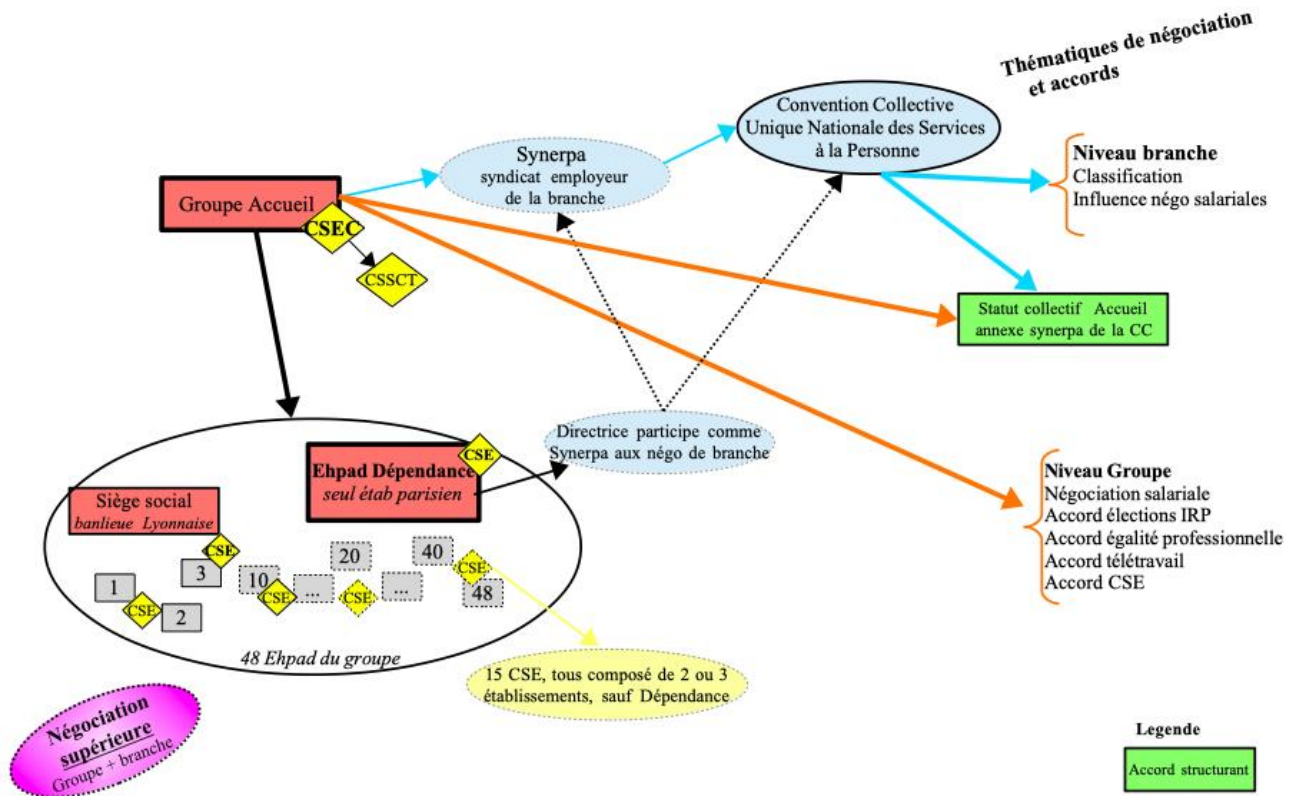 Thématiques de négociation
et accords
Convention Collective
Unique Nationale des Services
à la Personne
Synerpa
syndicat employeur
de la branche
Niveau branche
Classification
Influence négo salariales
Groupe Accueil
CSEC
CSSCT
Statut collectif Accueil
annexe synerpa de la CC
Directrice participe comme
Synerpa aux négo de branche
Ehpad Dépendance
seul étab parisien
CSE
Siège social
banlieue Lyonnaise
CSE
1
CSE
2
3
10
CSE
...
20
CSE
...
40
CSE
48
48 Ehpad du groupe
Niveau Groupe
Négociation salariale
Accord élections IRP
Accord égalité professionnelle
Accord télétravail
Accord CSE
15 CSE, tous composé de 2 ou 3
établissements, sauf Dépendance
Négociation
supérieure
Groupe + branche
Legende
Accord structurant